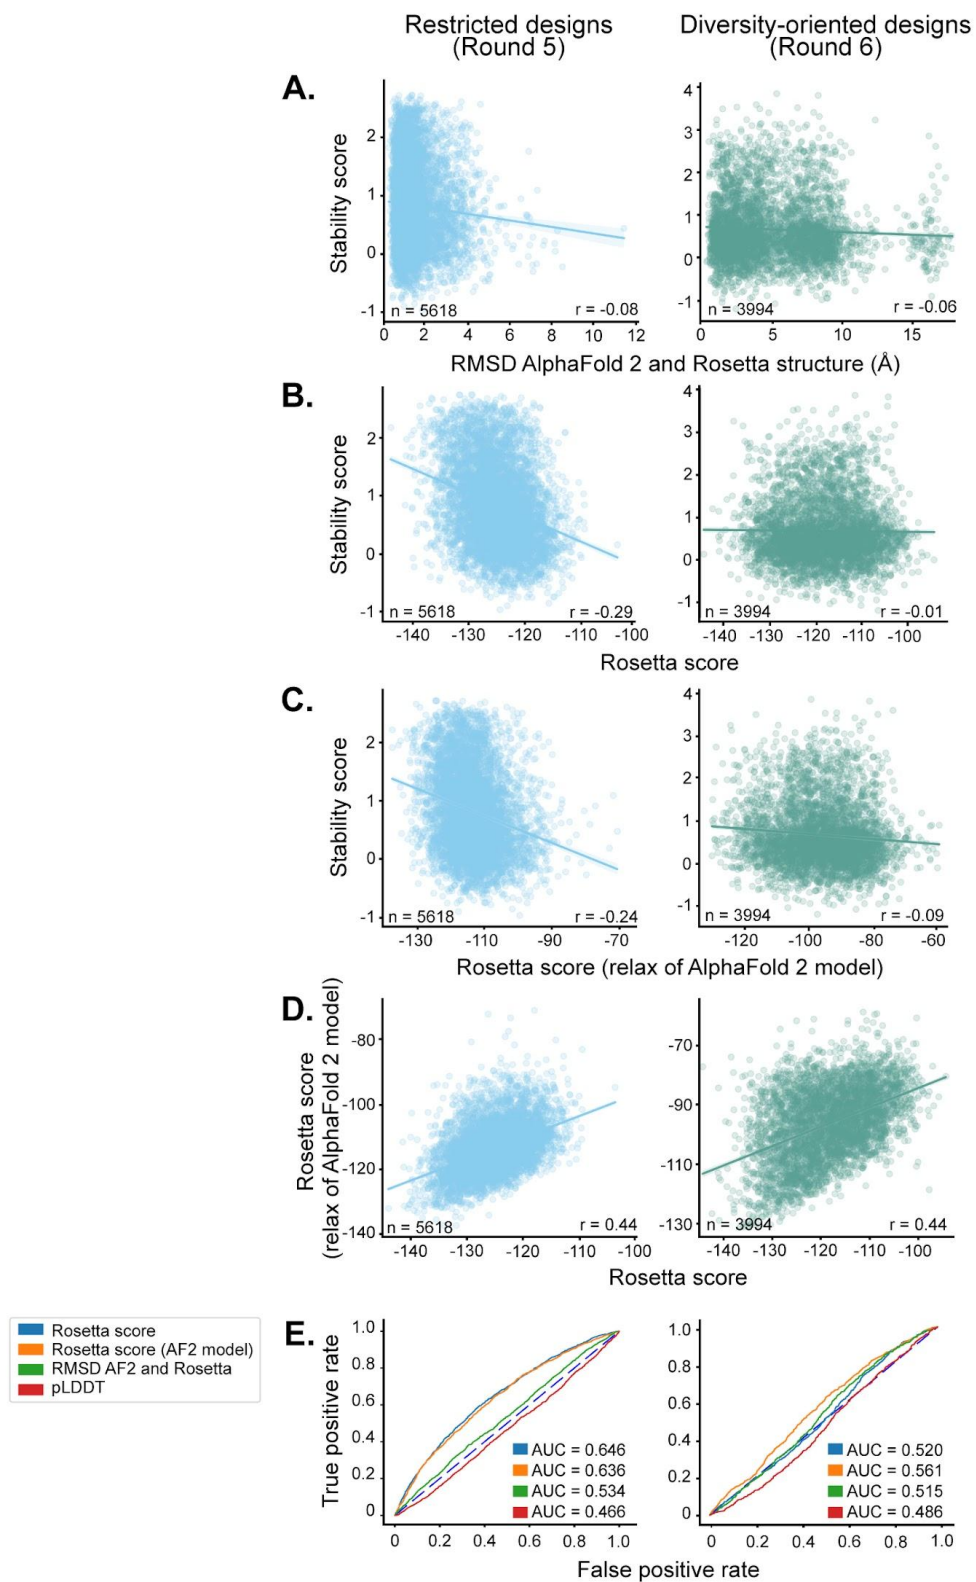 Restricted designs
(Round 5)
Diversity-oriented designs
(Round 6)
A.
Stability score
2
1
0
-1
n = 5618
r = -0.08
0
2
4
6
8
10
12
4
3
2
1
0
-1
n = 3994
r = -0.06
0
5
10
15
RMSD AlphaFold 2 and Rosetta structure (Å)
B.
Stability score
2
1
0
-1
n = 5618
r = -0.29
-140
-130
-120
-110
-100
4
3
2
1
0
-1
n = 3994
r = -0.01
-140
-130
-120
-110
-100
Rosetta score
C.
Stability score
2
1
0
-1
n = 5618
r = -0.24
-130
-110
-90
-70
4
3
2
1
0
-1
n = 3994
r = -0.09
-120
-100
-80
-60
Rosetta score (relax of AlphaFold 2 model)
D.
Rosetta score
(relax of AlphaFold 2 model)
-80
-100
-120
-140
n = 5618
r = 0.44
-140
-130
-120
-110
-100
-70
-90
-110
-130
n = 3994
r = 0.44
-140
-130
-120
-110
-100
Rosetta score
Rosetta score
Rosetta score (AF2 model)
RMSD AF2 and Rosetta
pLDDT
E.
True positive rate
1.0
0.8
0.6
0.4
0.2
0
AUC = 0.646
AUC = 0.636
AUC = 0.534
AUC = 0.466
0
0.2
0.4
0.6
0.8
1.0
1.0
0.8
0.6
0.4
0.2
0
AUC = 0.520
AUC = 0.561
AUC = 0.515
AUC = 0.486
0
0.2
0.4
0.6
0.8
1.0
False positive rate